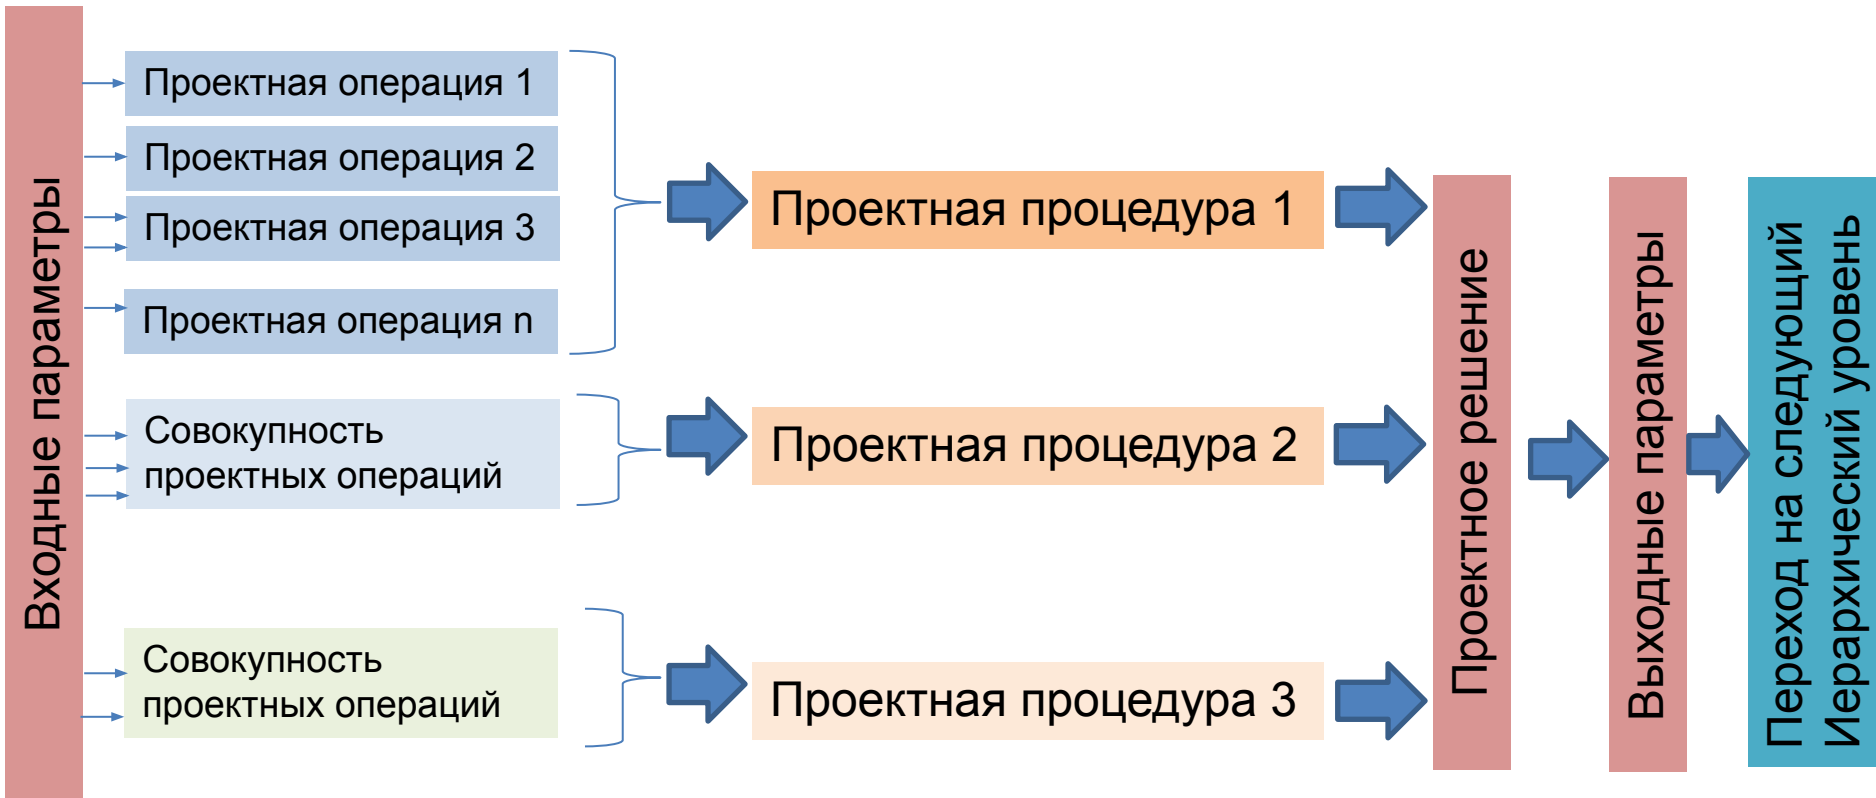 Входные параметры
Проектная операция 1
Проектная операция 2
Проектная операция 3
Проектная операция n
Совокупность
проектных операций
Совокупность
проектных операций
Проектная процедура 1
Проектная процедура 2
Проектная процедура 3
Проектное решение
Выходные параметры
Переход на следующий
Иерархический уровень